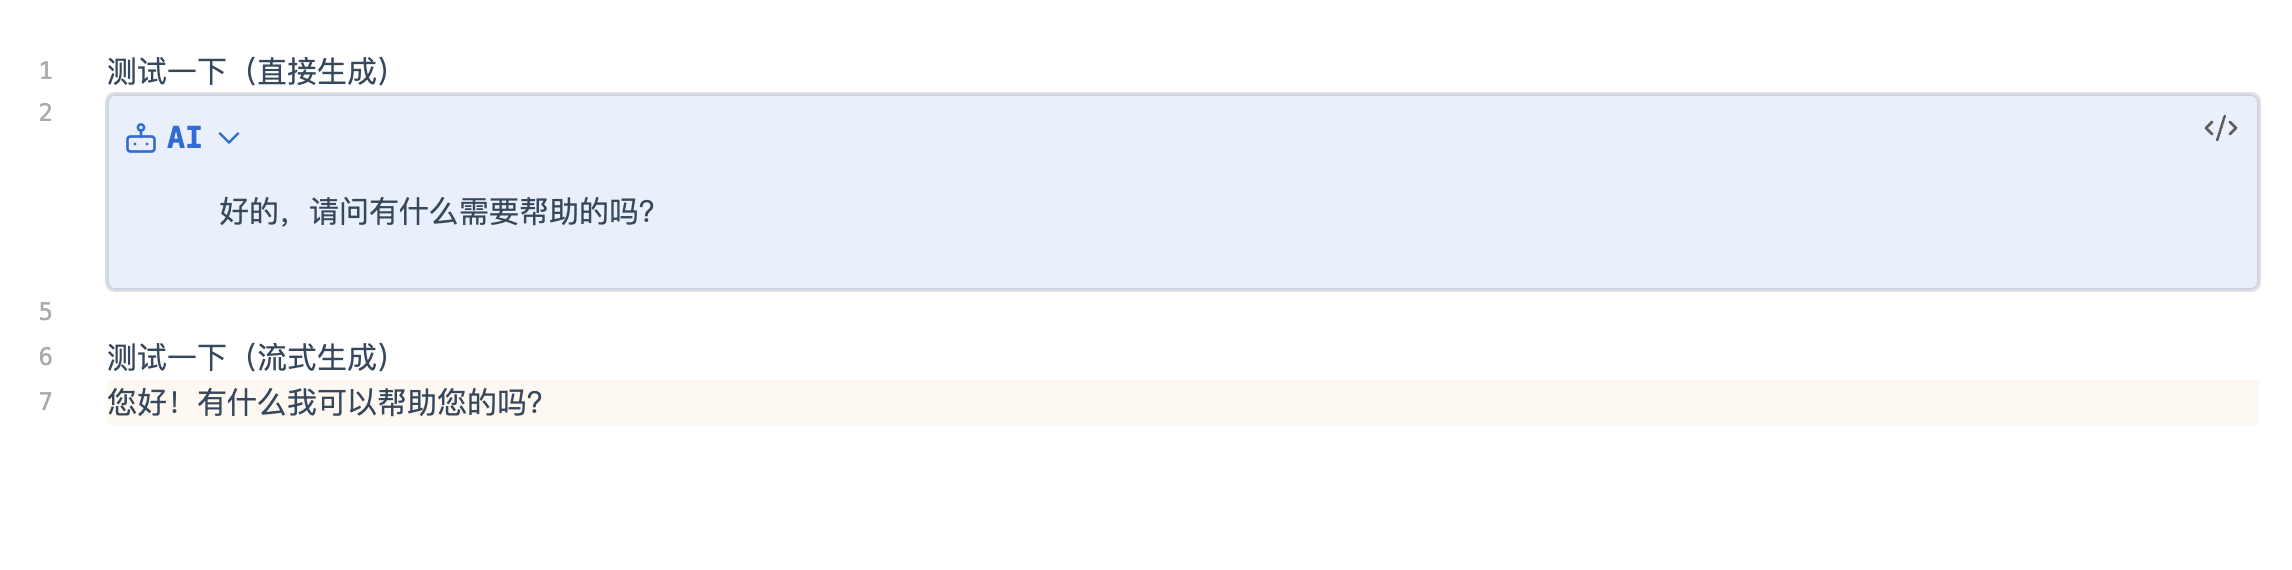 1 测试一下（直接生成）
2
AI
</>
好的，请问有什么需要帮助的吗？
5
6 测试一下（流式生成）
7 您好！有什么我可以帮助您的吗？